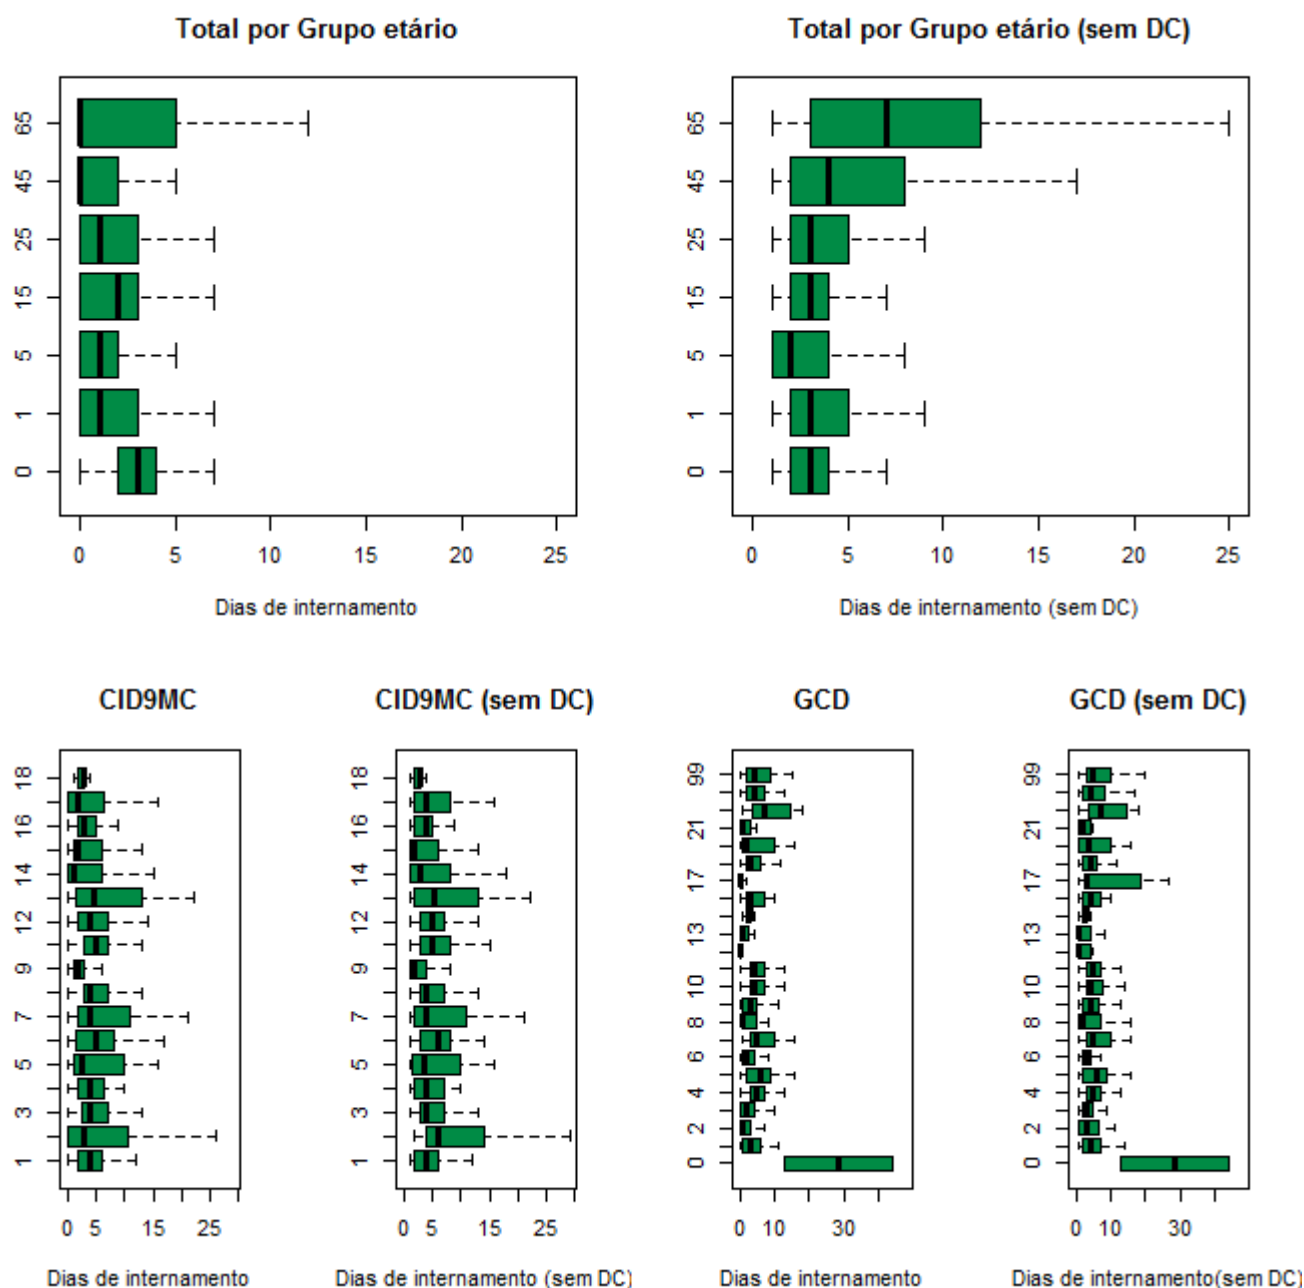 Total por Grupo etário
65
45
25
15
5
1
0
0 5 10 15 20 25
Dias de internamento
Total por Grupo etário (sem DC)
65
45
25
15
5
1
0
0 5 10 15 20 25
Dias de internamento (sem DC)
CID9MC
18
16
14
12
9
7
5
3
1
0 5 15 25
Dias de internamento
CID9MC (sem DC)
18
16
14
12
9
7
5
3
1
0 5 15 25
Dias de internamento (sem DC)
GCD
99
21
17
13
10
8
6
4
2
0
0 10 30
Dias de internamento
GCD (sem DC)
99
21
17
13
10
8
6
4
2
0
0 10 30
Dias de internamento(sem DC)